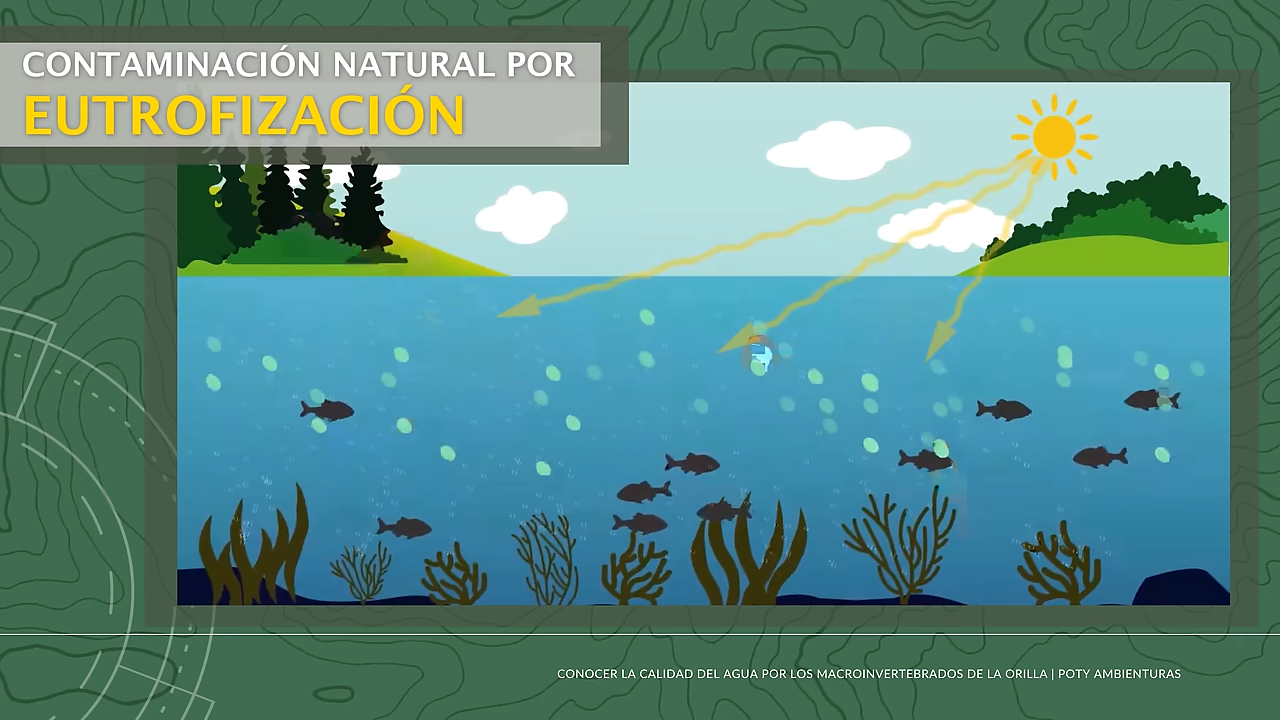 CONTAMINACIÓN NATURAL POR
EUTROFIZACIÓN
CONOCER LA CALIDAD DEL AGUA POR LOS MACROINVERTEBRADOS DE LA ORILLA | POTY AMBIENTURAS